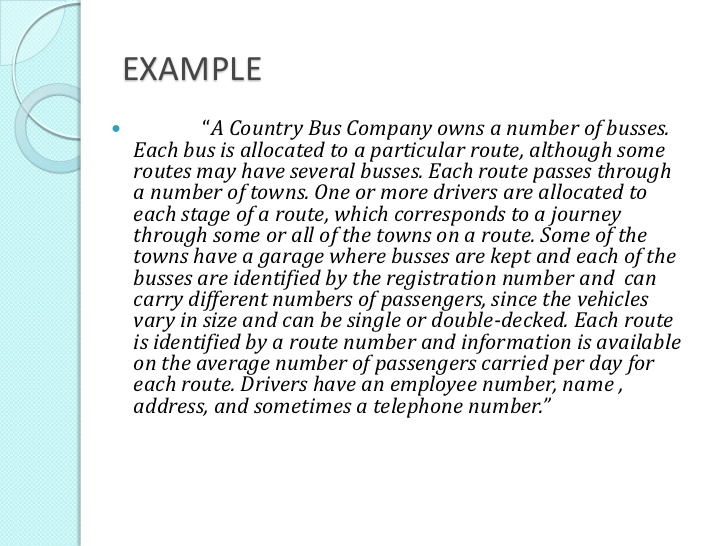 EXAMPLE
• “A Country Bus Company owns a number of busses.
Each bus is allocated to a particular route, although some
routes may have several busses. Each route passes through
a number of towns. One or more drivers are allocated to
each stage of a route, which corresponds to a journey
through some or all of the towns on a route. Some of the
towns have a garage where busses are kept and each of the
busses are identified by the registration number and  can
carry different numbers of passengers, since the vehicles
vary in size and can be single or double-decked. Each route
is identified by a route number and information is available
on the average number of passengers carried per day for
each route. Drivers have an employee number, name ,
address, and sometimes a telephone number.”